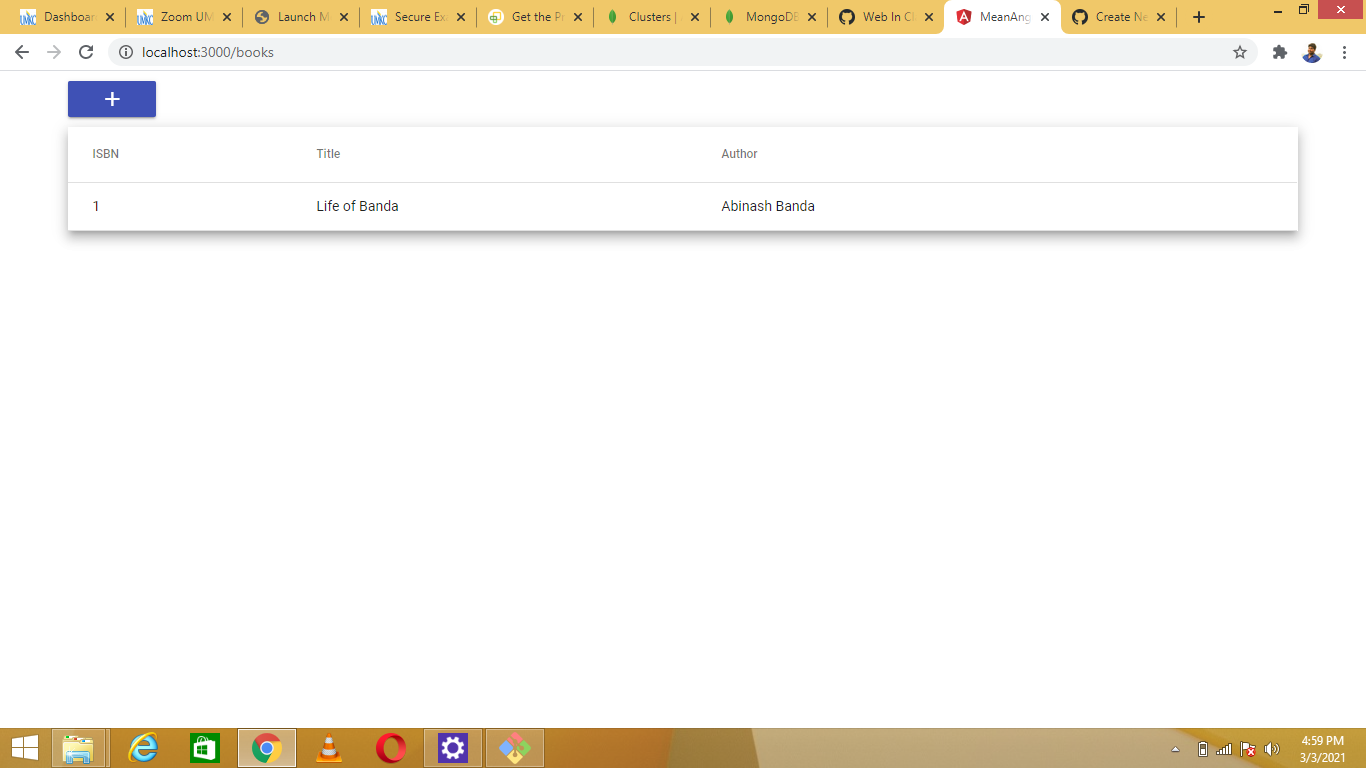 Dashboar Zoom UM Launch M Secure Ex Get the Pr Clusters | MongoDB Web In Cl MeanAng Create Ne
localhost:3000/books
+
ISBN Title Author
1 Life of Banda Abinash Banda
4:59 PM
3/3/2021